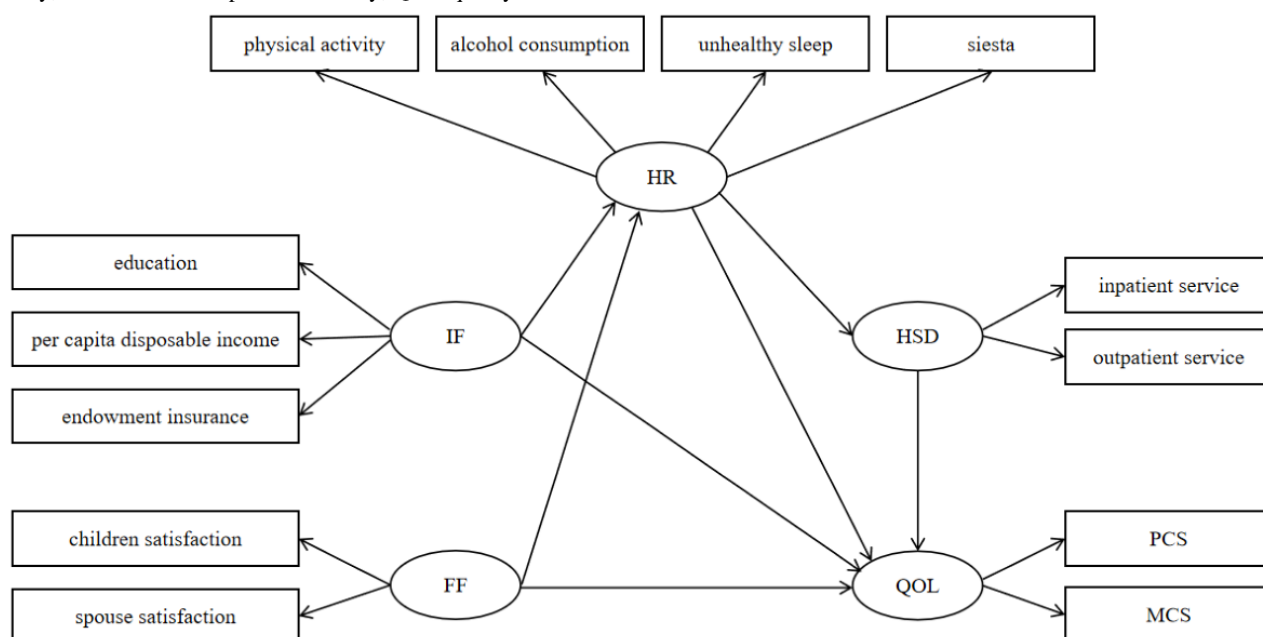 physical activity
alcohol consumption
unhealthy sleep
siesta
HR
education
inpatient service
per capita disposable income
IF
HSD
outpatient service
endowment insurance
children satisfaction
PCS
FF
QOL
spouse satisfaction
MCS